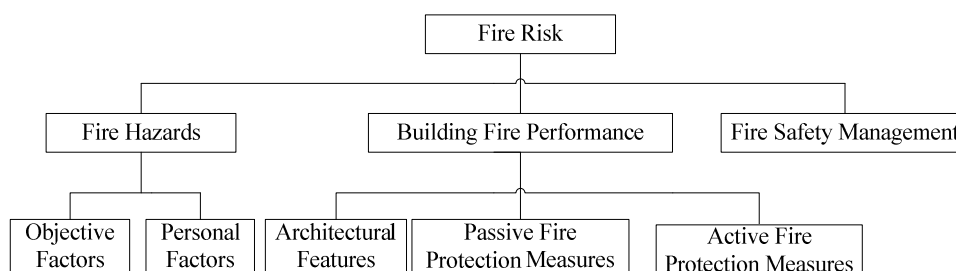 Fire Risk
Fire Hazards
Building Fire Performance
Fire Safety Management
Objective
Factors
Personal
Factors
Architectural
Features
Passive Fire
Protection Measures
Active Fire
Protection Measures